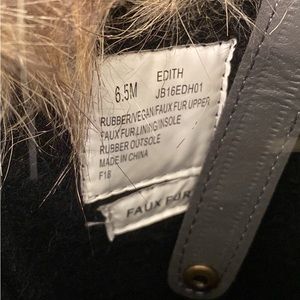 6.5M EDITH
JB16EDH01
RUBBER/VEGAN/FAUX FUR UPPER
FAUX FUR LINING/INSOLE
RUBBER OUTSOLE
MADE IN CHINA
F18
FAUX FUR